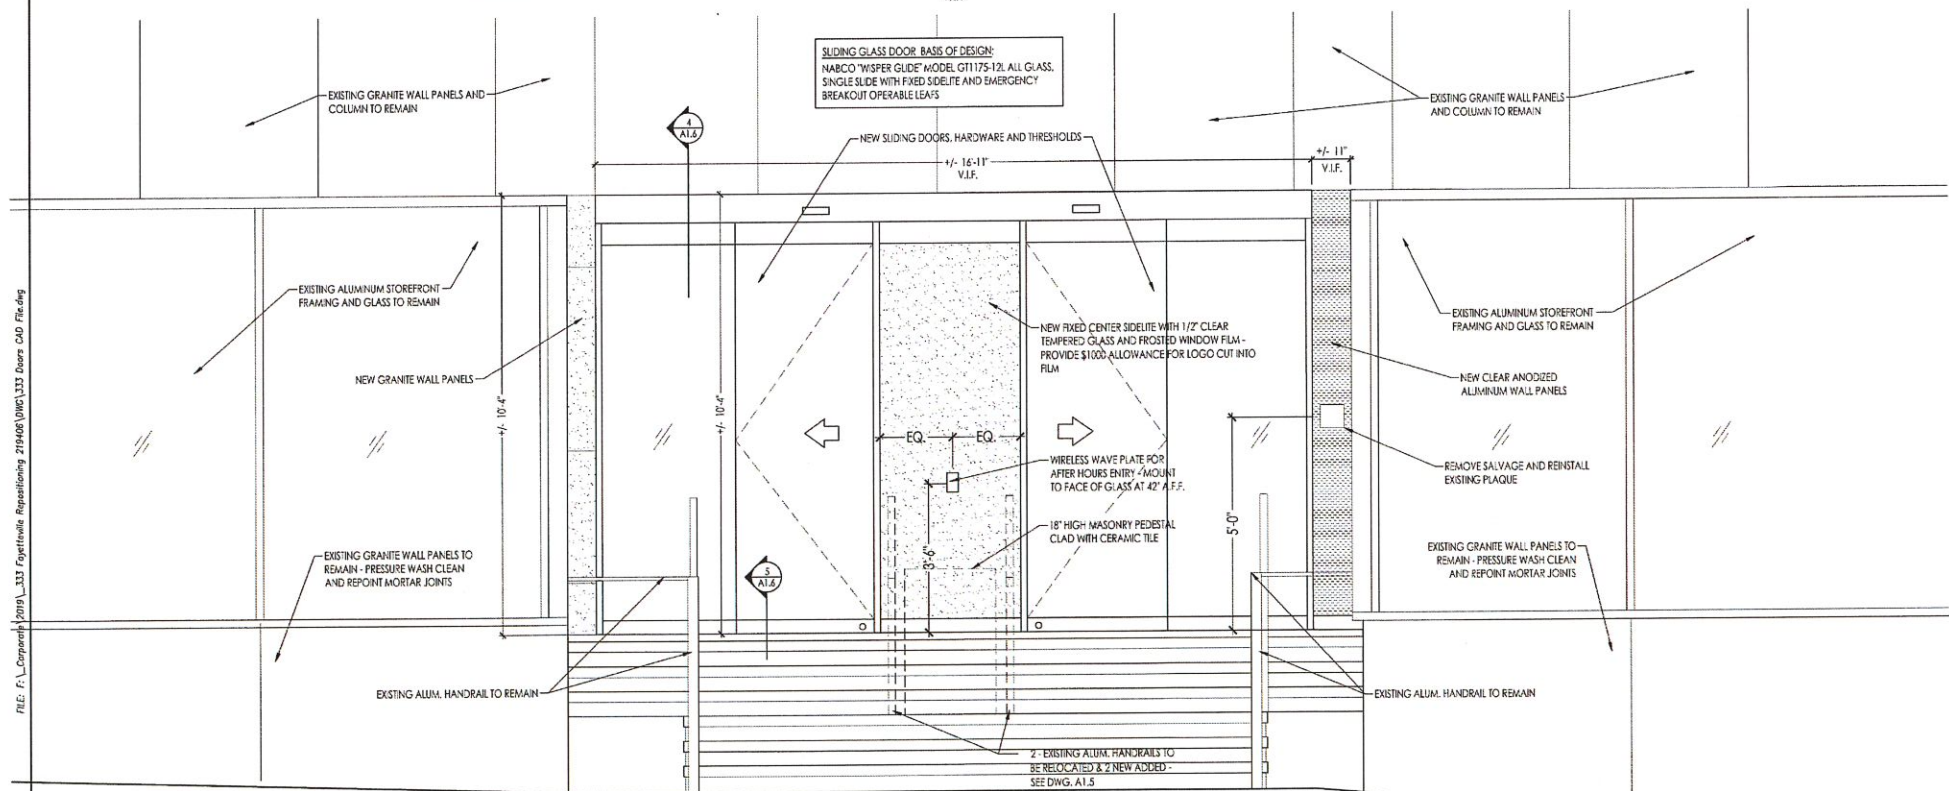 SLIDING GLASS DOOR BASIS OF DESIGN:
NABCO "WISPER GLIDE" MODEL GT1175-12L ALL GLASS,
SINGLE SLIDE WITH FIXED SIDELITE AND EMERGENCY
BREAKOUT OPERABLE LEAFS
EXISTING GRANITE WALL PANELS AND
COLUMN TO REMAIN
EXISTING GRANITE WALL PANELS
AND COLUMN TO REMAIN
4
A1.6
NEW SLIDING DOORS, HARDWARE AND THRESHOLDS
+/- 16'-11"
V.I.F.
+/- 11"
V.I.F.
EXISTING ALUMINUM STOREFRONT
FRAMING AND GLASS TO REMAIN
EXISTING ALUMINUM STOREFRONT
FRAMING AND GLASS TO REMAIN
NEW FIXED CENTER SIDELITE WITH 1/2" CLEAR
TEMPERED GLASS AND FROSTED WINDOW FILM -
PROVIDE $1000 ALLOWANCE FOR LOGO CUT INTO
FILM
NEW GRANITE WALL PANELS
NEW CLEAR ANODIZED
ALUMINUM WALL PANELS
+/- 10'-4"
+/- 10'-4"
EQ.
EQ.
WIRELESS WAVE PLATE FOR
AFTER HOURS ENTRY - MOUNT
TO FACE OF GLASS AT 42" A.F.F.
REMOVE SALVAGE AND REINSTALL
EXISTING PLAQUE
18" HIGH MASONRY PEDESTAL
CLAD WITH CERAMIC TILE
3'-6"
5'-0"
EXISTING GRANITE WALL PANELS TO
REMAIN - PRESSURE WASH CLEAN
AND REPOINT MORTAR JOINTS
EXISTING GRANITE WALL PANELS TO
REMAIN - PRESSURE WASH CLEAN
AND REPOINT MORTAR JOINTS
5
A1.6
EXISTING ALUM. HANDRAIL TO REMAIN
EXISTING ALUM. HANDRAIL TO REMAIN
2 - EXISTING ALUM. HANDRAILS TO
BE RELOCATED & 2 NEW ADDED -
SEE DWG. A1.5
FILE: F:\_Corporate\2019\_333 Fayetteville Repositioning 219406\DWG\333 Doors CAD File.dwg